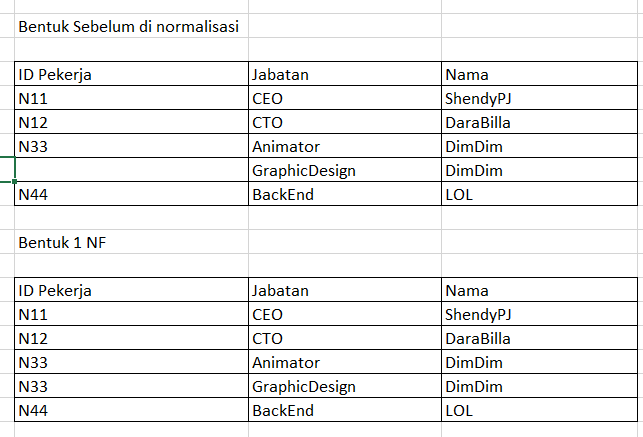 Bentuk Sebelum di normalisasi
ID Pekerja Jabatan Nama
N11 CEO ShendyPJ
N12 CTO DaraBilla
N33 Animator DimDim
GraphicDesign DimDim
N44 BackEnd LOL
Bentuk 1 NF
ID Pekerja Jabatan Nama
N11 CEO ShendyPJ
N12 CTO DaraBilla
N33 Animator DimDim
N33 GraphicDesign DimDim
N44 BackEnd LOL